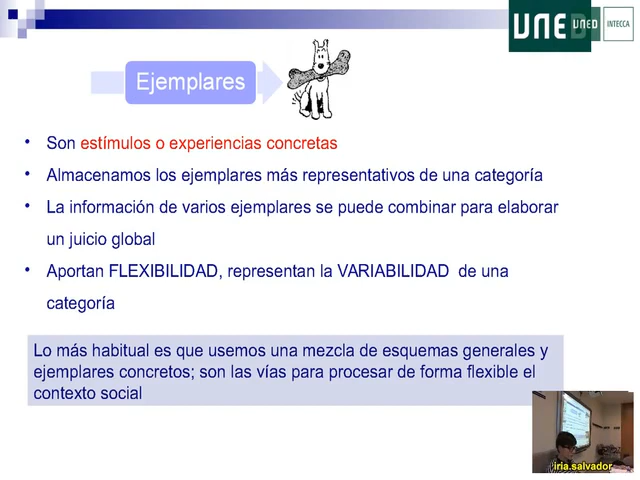 UNED
UNED
INTECCA
Ejemplares
• Son estímulos o experiencias concretas
• Almacenamos los ejemplares más representativos de una categoría
• La información de varios ejemplares se puede combinar para elaborar
un juicio global
• Aportan FLEXIBILIDAD, representan la VARIABILIDAD de una
categoría
Lo más habitual es que usemos una mezcla de esquemas generales y
ejemplares concretos; son las vías para procesar de forma flexible el
contexto social
iria.salvador